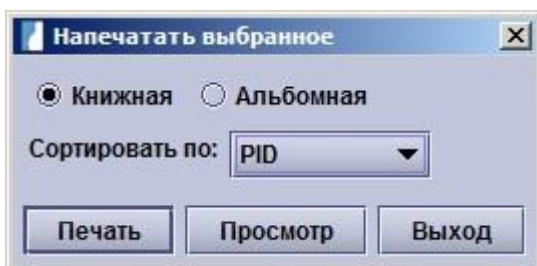 Напечатать выбранное
Книжная Альбомная
Сортировать по: PID
Печать Просмотр Выход